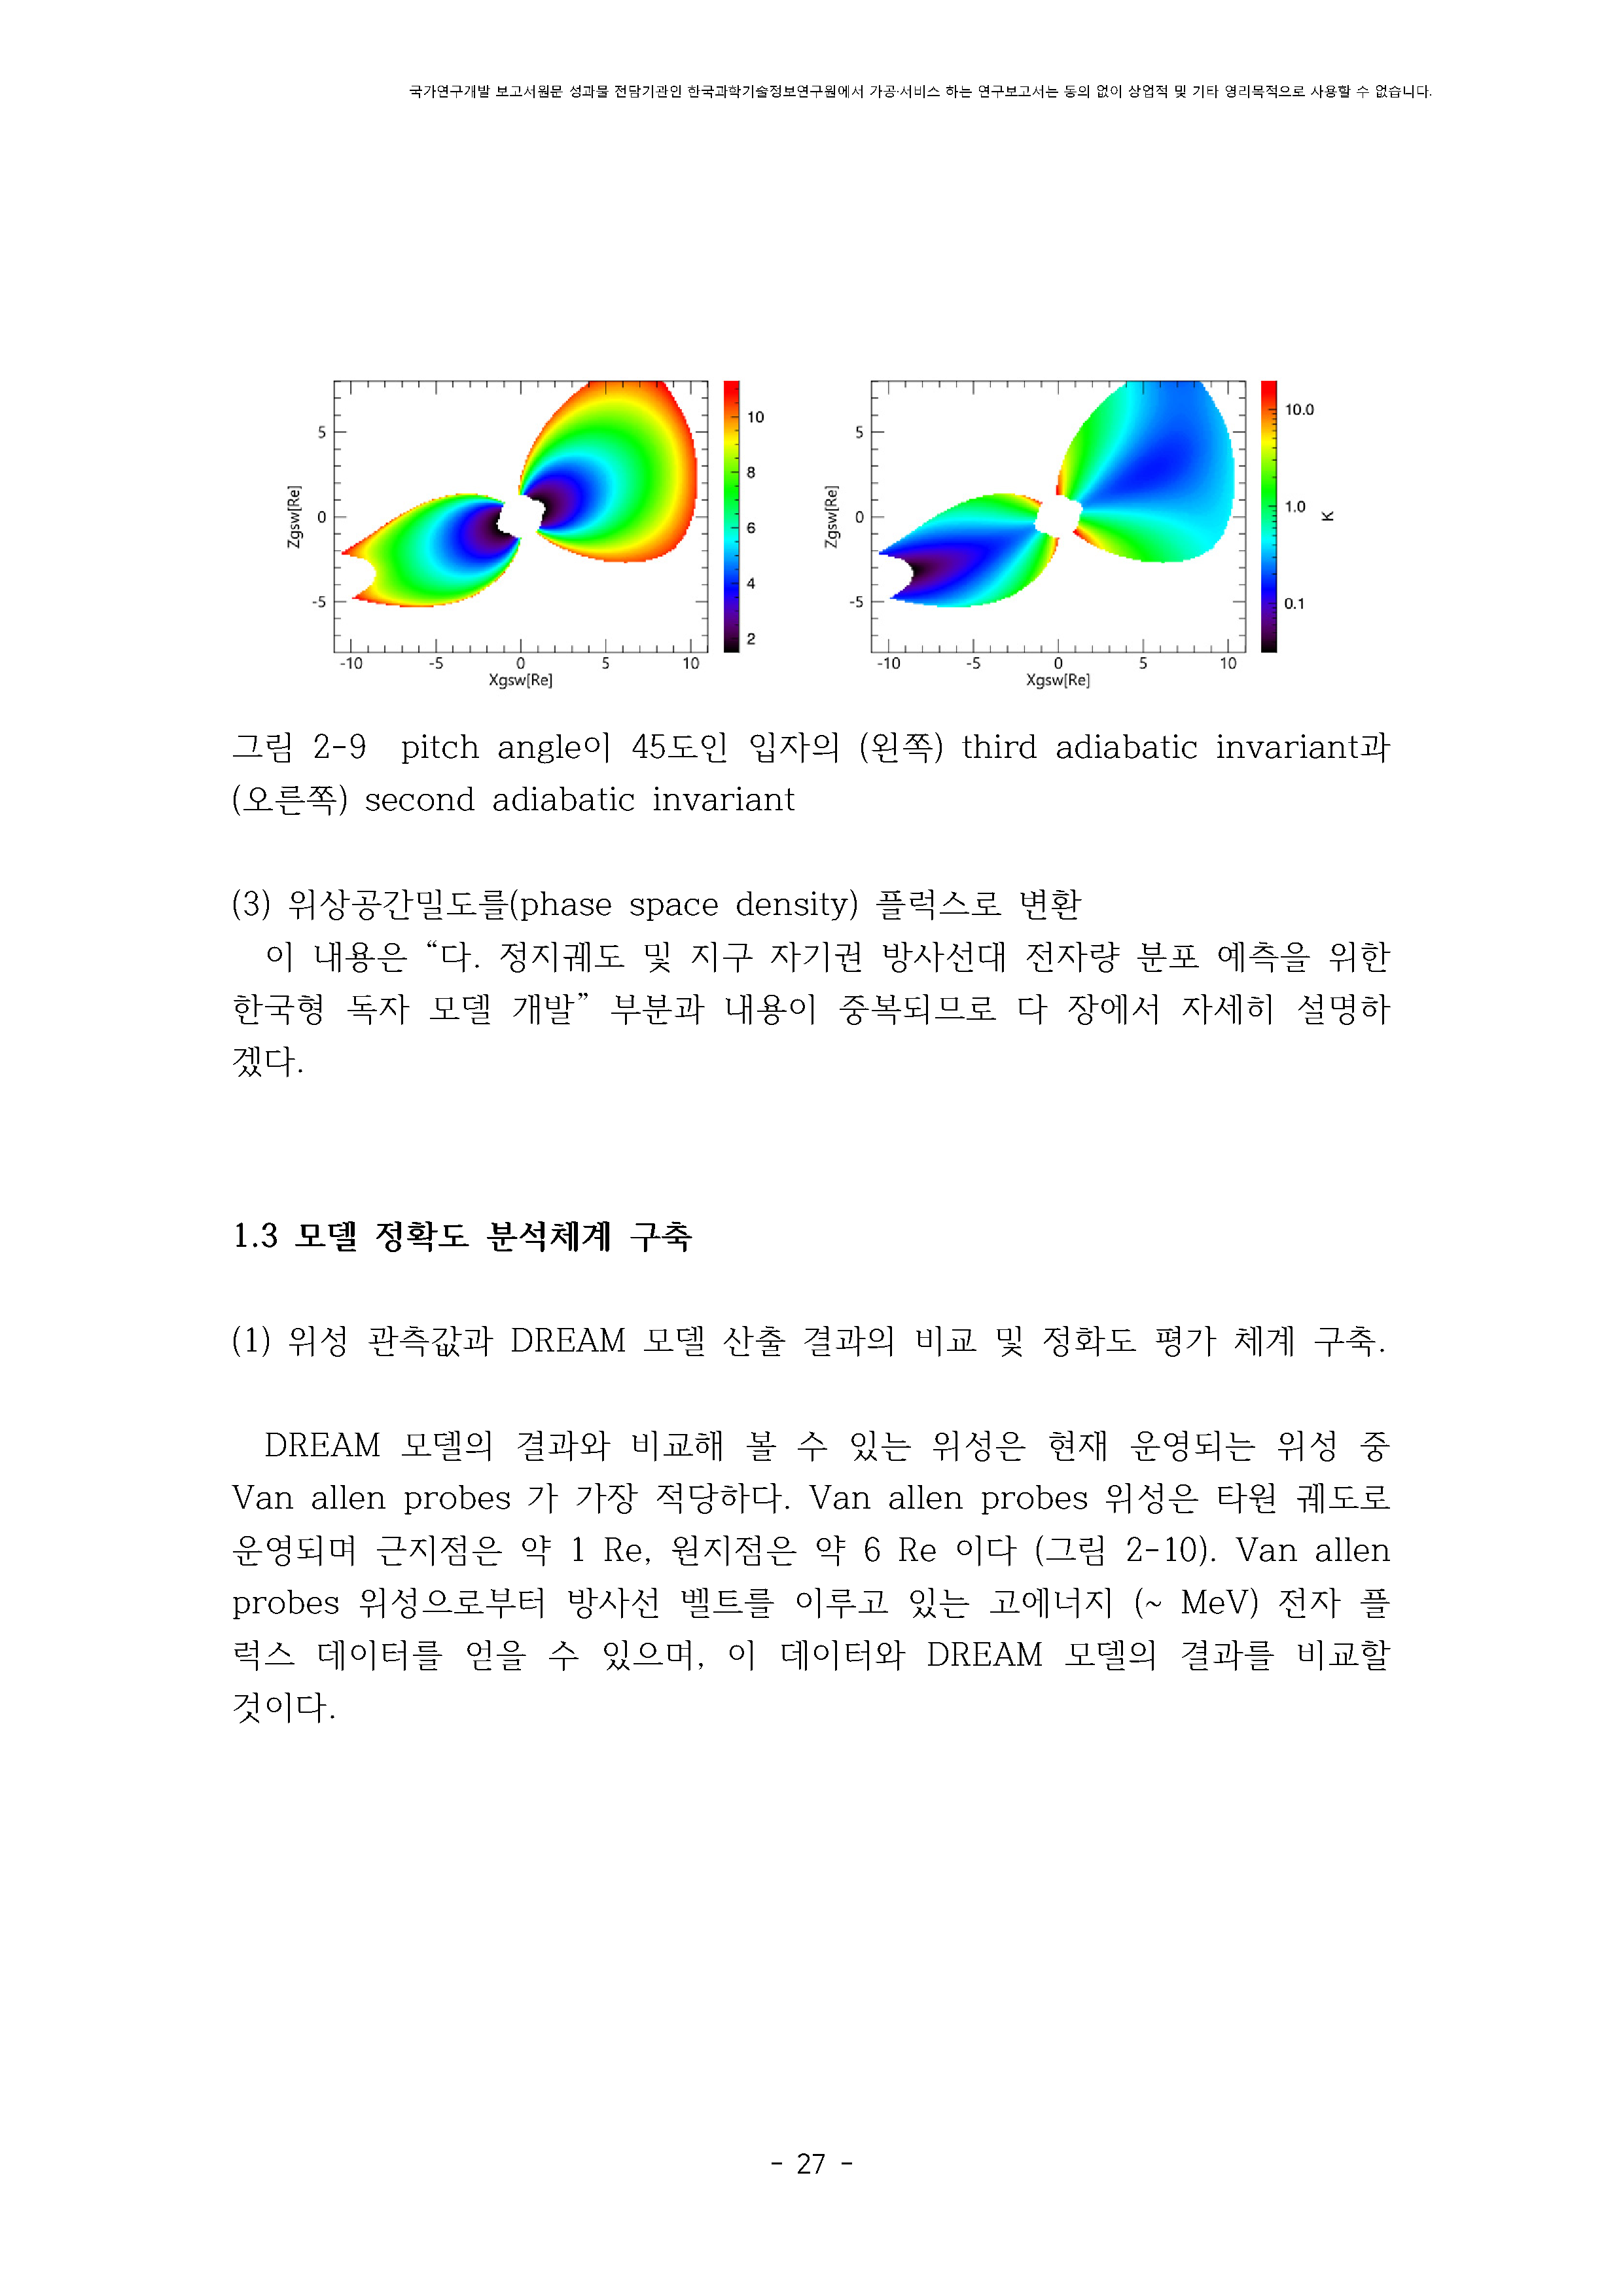 국가연구개발 보고서원문 성과물 전담기관인 한국과학기술정보연구원에서 가공·서비스 하는 연구보고서는 동의 없이 상업적 및 기타 영리목적으로 사용할 수 없습니다.
5
0
-5
Zgsw[Re]
-10 -5 0 5 10
Xgsw[Re]
10
8
6
4
2
5
0
-5
Zgsw[Re]
-10 -5 0 5 10
Xgsw[Re]
10.0
1.0
0.1
K
그림 2-9 pitch angle이 45도인 입자의 (왼쪽) third adiabatic invariant과
(오른쪽) second adiabatic invariant
(3) 위상공간밀도를(phase space density) 플럭스로 변환
이 내용은 “다. 정지궤도 및 지구 자기권 방사선대 전자량 분포 예측을 위한
한국형 독자 모델 개발” 부분과 내용이 중복되므로 다 장에서 자세히 설명하
겠다.
1.3 모델 정확도 분석체계 구축
(1) 위성 관측값과 DREAM 모델 산출 결과의 비교 및 정화도 평가 체계 구축.
DREAM 모델의 결과와 비교해 볼 수 있는 위성은 현재 운영되는 위성 중
Van allen probes 가 가장 적당하다. Van allen probes 위성은 타원 궤도로
운영되며 근지점은 약 1 Re, 원지점은 약 6 Re 이다 (그림 2-10). Van allen
probes 위성으로부터 방사선 벨트를 이루고 있는 고에너지 (~ MeV) 전자 플
럭스 데이터를 얻을 수 있으며, 이 데이터와 DREAM 모델의 결과를 비교할
것이다.
- 27 -